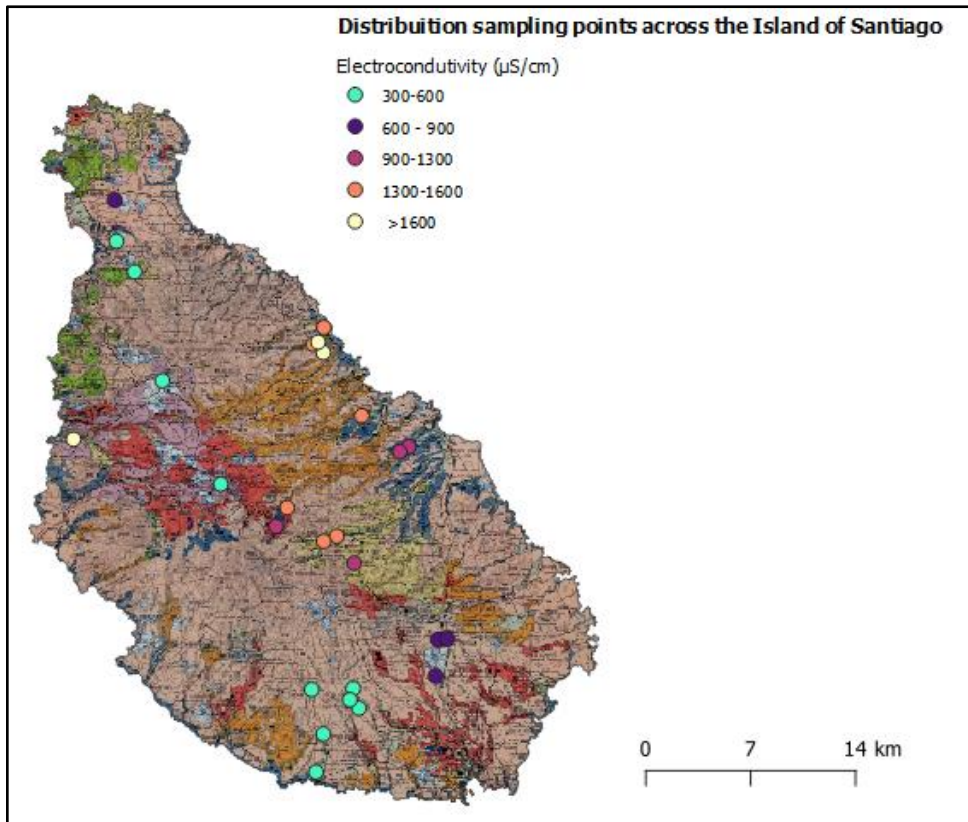 Distribuition sampling points across the Island of Santiago
Electrocondutivity (µS/cm)
300-600
600 - 900
900-1300
1300-1600
>1600
0 7 14 km